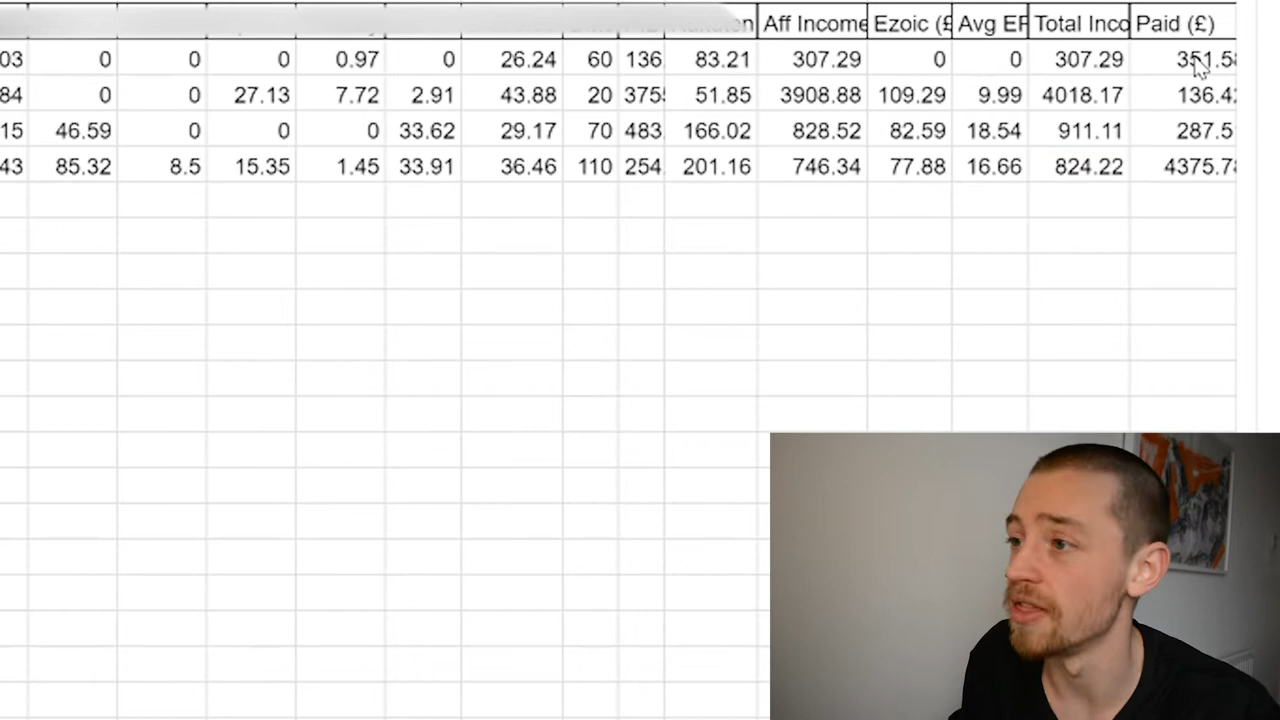 Aff Income Ezoic (£ Avg EF Total Inco Paid (£)
03 0 0 0 0.97 0 26.24 60 136 83.21 307.29 0 0 307.29 351.58
84 0 0 27.13 7.72 2.91 43.88 20 375 51.85 3908.88 109.29 9.99 4018.17 136.4
15 46.59 0 0 0 33.62 29.17 70 483 166.02 828.52 82.59 18.54 911.11 287.5
43 85.32 8.5 15.35 1.45 33.91 36.46 110 254 201.16 746.34 77.88 16.66 824.22 4375.7